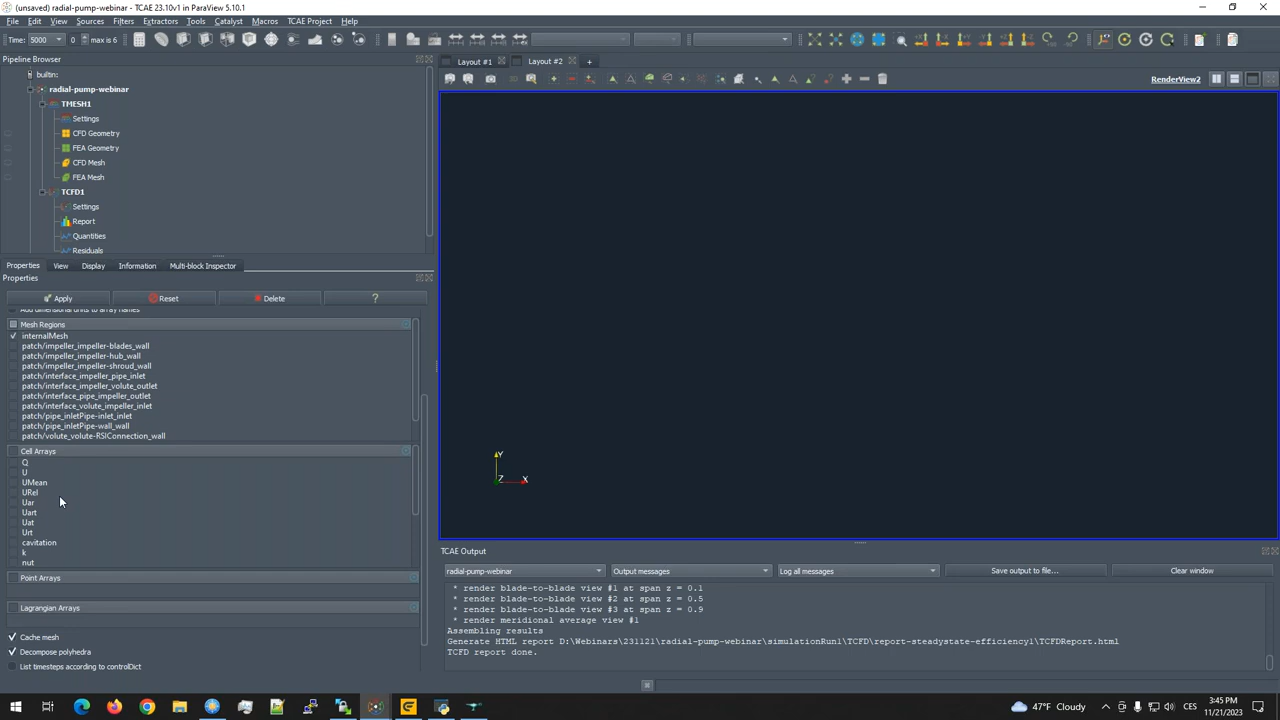 (unsaved) radial-pump-webinar - TCAE 23.10v1 in ParaView 5.10.1
File Edit View Sources Filters Extractors Tools Catalyst Macros TCAE Project Help
Time: 5000 0 max is 6
Pipeline Browser
Layout #1 Layout #2 +
RenderView2
builtin:
radial-pump-webinar
TMESH1
Settings
CFD Geometry
FEA Geometry
CFD Mesh
FEA Mesh
TCFD1
Settings
Report
Quantities
Residuals
Properties View Display Information Multi-block Inspector
Properties
Apply Reset Delete ?
Add dimensional units to array names
Mesh Regions
internalMesh
patch/impeller_impeller-blades_wall
patch/impeller_impeller-hub_wall
patch/impeller_impeller-shroud_wall
patch/interface_impeller_pipe_inlet
patch/interface_impeller_volute_outlet
patch/interface_pipe_impeller_outlet
patch/interface_volute_impeller_inlet
patch/pipe_inletPipe-inlet_inlet
patch/pipe_inletPipe-wall_wall
patch/volute_volute-RSIConnection_wall
Cell Arrays
Q
U
UMean
URel
Uar
Uart
Uat
Urt
cavitation
k
nut
Point Arrays
Lagrangian Arrays
Cache mesh
Decompose polyhedra
List timesteps according to controlDict
Y
Z X
TCAE Output
radial-pump-webinar Output messages Log all messages Save output to file... Clear window
* render blade-to-blade view #1 at span z = 0.1
* render blade-to-blade view #2 at span z = 0.5
* render blade-to-blade view #3 at span z = 0.9
* render meridional average view #1
Assembling results
Generate HTML report D:\Webinars\231121\radial-pump-webinar\simulationRun1\TCFD\report-steadystate-efficiency1\TCFDReport.html
TCFD report done.
47°F Cloudy CES 3:45 PM
11/21/2023